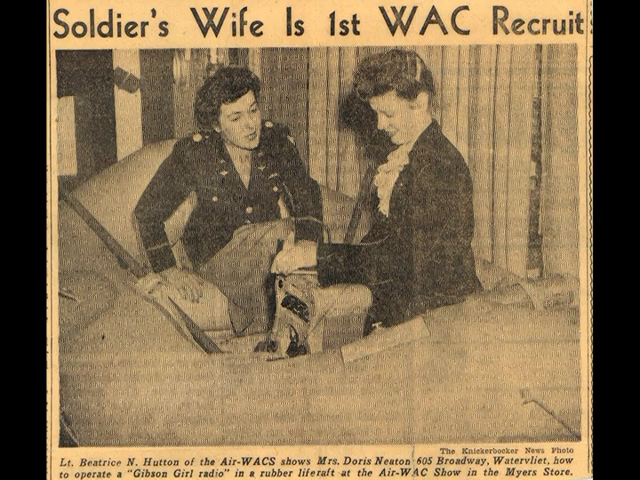 Soldier's Wife Is 1st WAC Recruit
The Knickerbocker News Photo
Lt. Beatrice N. Hutton of the Air-WACS shows Mrs. Doris Neaton 605 Broadway, Watervliet, how
to operate a "Gibson Girl radio" in a rubber liferaft at the Air-WAC Show in the Myers Store.